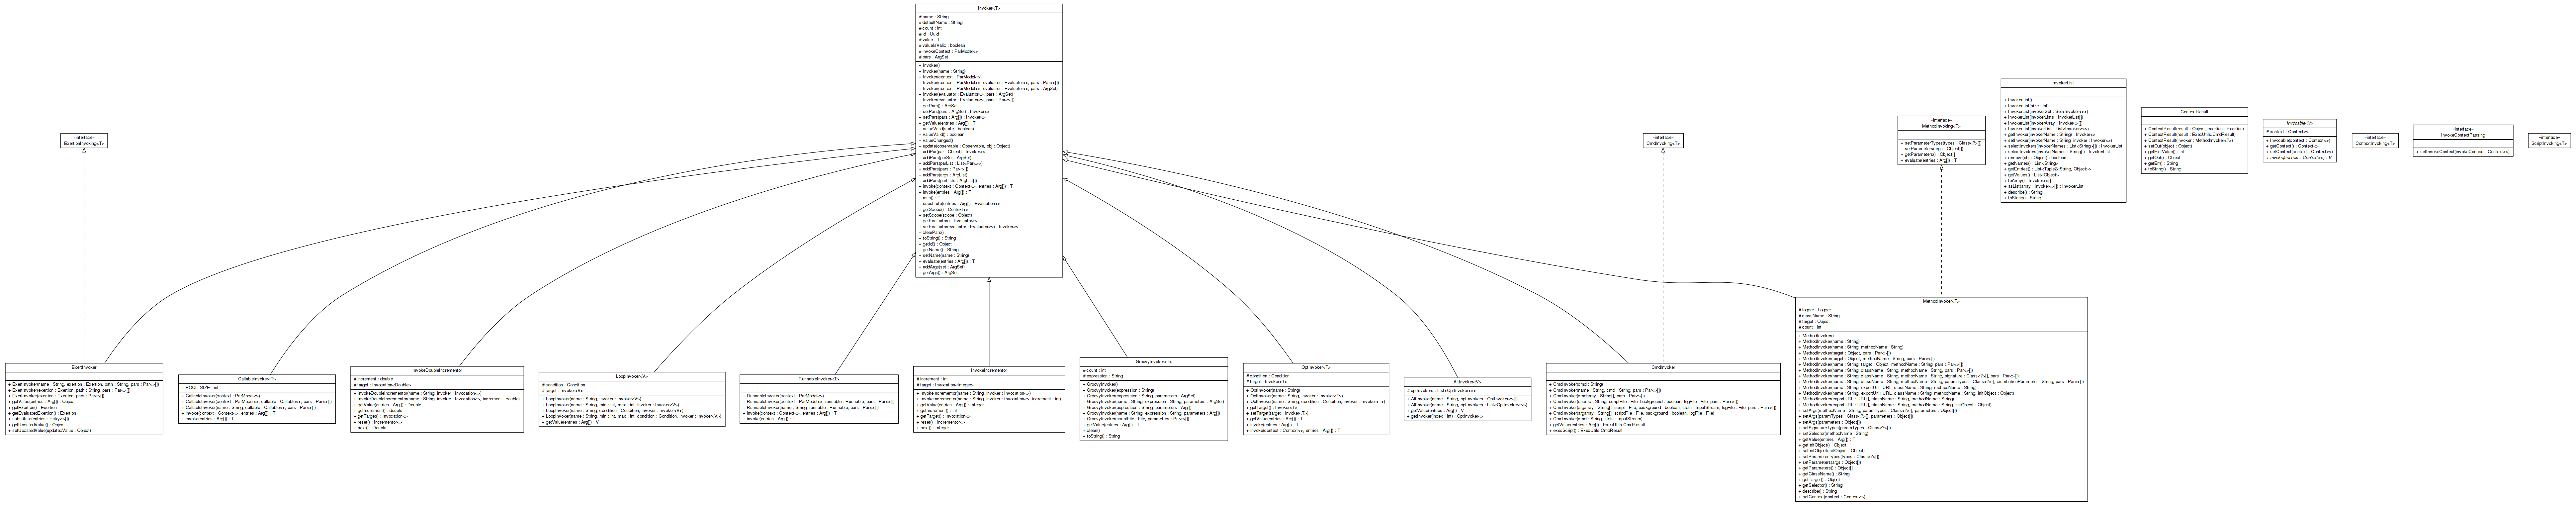 Invoker<T>
# name : String
# defaultName : String
# count : int
# id : Uuid
# value : T
# valueIsValid : boolean
# invokeContext : ParModel<>
# pars : ArgSet
+ Invoker()
+ Invoker(name : String)
+ Invoker(context : ParModel<>)
+ Invoker(context : ParModel<>, evaluator : Evaluator<>, pars : Par<>[])
+ Invoker(context : ParModel<>, evaluator : Evaluator<>, pars : ArgSet)
+ Invoker(evaluator : Evaluator<>, pars : ArgSet)
+ Invoker(evaluator : Evaluator<>, pars : Par<>[])
+ getPars() : ArgSet
+ setPars(pars : ArgSet) : Invoker<>
+ setPars(pars : Arg[]) : Invoker<>
+ getValue(entries : Arg[]) : T
+ valueValid(state : boolean)
+ valueValid() : boolean
+ valueChanged()
+ update(observable : Observable, obj : Object)
+ addPar(par : Object) : Invoker<>
+ addPars(parSet : ArgSet)
+ addPars(parList : List<Par<>>)
+ addPars(pars : Par<>[])
+ addPars(args : ArgList)
+ addPars(parLists : ArgList[])
+ invoke(context : Context<>, entries : Arg[]) : T
+ invoke(entries : Arg[]) : T
+ asis() : T
+ substitute(entries : Arg[]) : Evaluation<>
+ getScope() : Context<>
+ setScope(scope : Object)
+ getEvaluator() : Evaluator<>
+ setEvaluator(evaluator : Evaluator<>) : Invoker<>
+ clearPars()
+ toString() : String
+ getId() : Object
+ getName() : String
+ setName(name : String)
+ evaluate(entries : Arg[]) : T
+ addArgs(set : ArgSet)
+ getArgs() : ArgSet
«interface»
ExertionInvoking<T>
«interface»
CmdInvoking<T>
«interface»
MethodInvoking<T>
+ setParameterTypes(types : Class<?>[])
+ setParameters(args : Object[])
+ getParameters() : Object[]
+ evaluate(entries : Arg[]) : T
InvokerList
+ InvokerList()
+ InvokerList(size : int)
+ InvokerList(invokerSet : Set<Invoker<>>)
+ InvokerList(invokerLists : InvokerList[])
+ InvokerList(invokerArray : Invoker<>[])
+ InvokerList(invokerList : List<Invoker<>>)
+ getInvoker(invokerName : String) : Invoker<>
+ setInvoker(invokerName : String, invoker : Invoker<>)
+ selectInvokers(invokerNames : List<String>[]) : InvokerList
+ selectInvokers(invokerNames : String[]) : InvokerList
+ remove(obj : Object) : boolean
+ getNames() : List<String>
+ getEntries() : List<Tuple2<String, Object>>
+ getValues() : List<Object>
+ toArray() : Invoker<>[]
+ asList(array : Invoker<>[]) : InvokerList
+ describe() : String
+ toString() : String
ContextResult
+ ContextResult(result : Object, exertion : Exertion)
+ ContextResult(result : ExecUtils.CmdResult)
+ ContextResult(invoker : MethodInvoker<T>)
+ setOut(object : Object)
+ getExitValue() : int
+ getOut() : Object
+ getErr() : String
+ toString() : String
Invocable<V>
# context : Context<>
+ Invocable(context : Context<>)
+ getContext() : Context<>
+ setContext(context : Context<>)
+ invoke(context : Context<>) : V
«interface»
ContextInvoking<T>
«interface»
InvokeContextPassing
+ setInvokeContext(invokeContext : Context<>)
«interface»
ScriptInvoking<T>
ExertInvoker
+ ExertInvoker(name : String, exertion : Exertion, path : String, pars : Par<>[])
+ ExertInvoker(exertion : Exertion, path : String, pars : Par<>[])
+ ExertInvoker(exertion : Exertion, pars : Par<>[])
+ getValue(entries : Arg[]) : Object
+ getExertion() : Exertion
+ getEvaluatedExertion() : Exertion
+ substitute(entries : Entry<>[])
+ getUpdatedValue() : Object
+ setUpdatedValue(updatedValue : Object)
CallableInvoker<T>
+ POOL_SIZE : int
+ CallableInvoker(context : ParModel<>)
+ CallableInvoker(context : ParModel<>, callable : Callable<>, pars : Par<>[])
+ CallableInvoker(name : String, callable : Callable<>, pars : Par<>[])
+ invoke(context : Context<>, entries : Arg[]) : T
+ invoke(entries : Arg[]) : T
InvokeDoubleIncrementor
# increment : double
# target : Invocation<Double>
+ InvokeDoubleIncrementor(name : String, invoker : Invocation<>)
+ InvokeDoubleIncrementor(name : String, invoker : Invocation<>, increment : double)
+ getValue(entries : Arg[]) : Double
+ getIncrement() : double
+ getTarget() : Invocation<>
+ reset() : Incrementor<>
+ next() : Double
LoopInvoker<V>
# condition : Condition
# target : Invoker<V>
+ LoopInvoker(name : String, invoker : Invoker<V>)
+ LoopInvoker(name : String, min : int, max : int, invoker : Invoker<V>)
+ LoopInvoker(name : String, condition : Condition, invoker : Invoker<V>)
+ LoopInvoker(name : String, min : int, max : int, condition : Condition, invoker : Invoker<V>)
+ getValue(entries : Arg[]) : V
RunnableInvoker<T>
+ RunnableInvoker(context : ParModel<>)
+ RunnableInvoker(context : ParModel<>, runnable : Runnable, pars : Par<>[])
+ RunnableInvoker(name : String, runnable : Runnable, pars : Par<>[])
+ invoke(context : Context<>, entries : Arg[]) : T
+ invoke(entries : Arg[]) : T
InvokeIncrementor
# increment : int
# target : Invocation<Integer>
+ InvokeIncrementor(name : String, invoker : Invocation<>)
+ InvokeIncrementor(name : String, invoker : Invocation<>, increment : int)
+ getValue(entries : Arg[]) : Integer
+ getIncrement() : int
+ getTarget() : Invocation<>
+ reset() : Incrementor<>
+ next() : Integer
GroovyInvoker<T>
# count : int
# expression : String
+ GroovyInvoker()
+ GroovyInvoker(expression : String)
+ GroovyInvoker(expression : String, parameters : ArgSet)
+ GroovyInvoker(name : String, expression : String, parameters : ArgSet)
+ GroovyInvoker(expression : String, parameters : Arg[])
+ GroovyInvoker(name : String, expression : String, parameters : Arg[])
+ GroovyInvoker(scriptFile : File, parameters : Par<>[])
+ getValue(entries : Arg[]) : T
+ clean()
+ toString() : String
OptInvoker<T>
# condition : Condition
# target : Invoker<T>
+ OptInvoker(name : String)
+ OptInvoker(name : String, invoker : Invoker<T>)
+ OptInvoker(name : String, condition : Condition, invoker : Invoker<T>)
+ getTarget() : Invoker<T>
+ setTarget(target : Invoker<T>)
+ getValue(entries : Arg[]) : T
+ invoke(entries : Arg[]) : T
+ invoke(context : Context<>, entries : Arg[]) : T
AltInvoker<V>
# optInvokers : List<OptInvoker<>>
+ AltInvoker(name : String, optInvokers : OptInvoker<>[])
+ AltInvoker(name : String, optInvokers : List<OptInvoker<>>)
+ getValue(entries : Arg[]) : V
+ getInvoker(index : int) : OptInvoker<>
CmdInvoker
+ CmdInvoker(cmd : String)
+ CmdInvoker(name : String, cmd : String, pars : Par<>[])
+ CmdInvoker(cmdarray : String[], pars : Par<>[])
+ CmdInvoker(cmd : String, scriptFile : File, background : boolean, logFile : File, pars : Par<>[])
+ CmdInvoker(argarray : String[], script : File, background : boolean, stdin : InputStream, logFile : File, pars : Par<>[])
+ CmdInvoker(argarray : String[], scriptFile : File, background : boolean, logFile : File)
+ CmdInvoker(cmd : String, stdin : InputStream)
+ getValue(entries : Arg[]) : ExecUtils.CmdResult
+ execScript() : ExecUtils.CmdResult
MethodInvoker<T>
# logger : Logger
# className : String
# target : Object
# count : int
+ MethodInvoker()
+ MethodInvoker(name : String)
+ MethodInvoker(name : String, methodName : String)
+ MethodInvoker(target : Object, pars : Par<>[])
+ MethodInvoker(target : Object, methodName : String, pars : Par<>[])
+ MethodInvoker(name : String, target : Object, methodName : String, pars : Par<>[])
+ MethodInvoker(name : String, className : String, methodName : String, pars : Par<>[])
+ MethodInvoker(name : String, className : String, methodName : String, signature : Class<?>[], pars : Par<>[])
+ MethodInvoker(name : String, className : String, methodName : String, paramTypes : Class<?>[], distributionParameter : String, pars : Par<>[])
+ MethodInvoker(name : String, exportUrl : URL, className : String, methodName : String)
+ MethodInvoker(name : String, exportUrl : URL, className : String, methodName : String, initObject : Object)
+ MethodInvoker(exportURL : URL[], className : String, methodName : String)
+ MethodInvoker(exportURL : URL[], className : String, methodName : String, initObject : Object)
+ setArgs(methodName : String, paramTypes : Class<?>[], parameters : Object[])
+ setArgs(paramTypes : Class<?>[], parameters : Object[])
+ setArgs(parameters : Object[])
+ setSignatureTypes(paramTypes : Class<?>[])
+ setSelector(methodName : String)
+ getValue(entries : Arg[]) : T
+ getInitObject() : Object
+ setInitObject(initObject : Object)
+ setParameterTypes(types : Class<?>[])
+ setParameters(args : Object[])
+ getParameters() : Object[]
+ getClassName() : String
+ getTarget() : Object
+ getSelector() : String
+ describe() : String
+ setContext(context : Context<>)